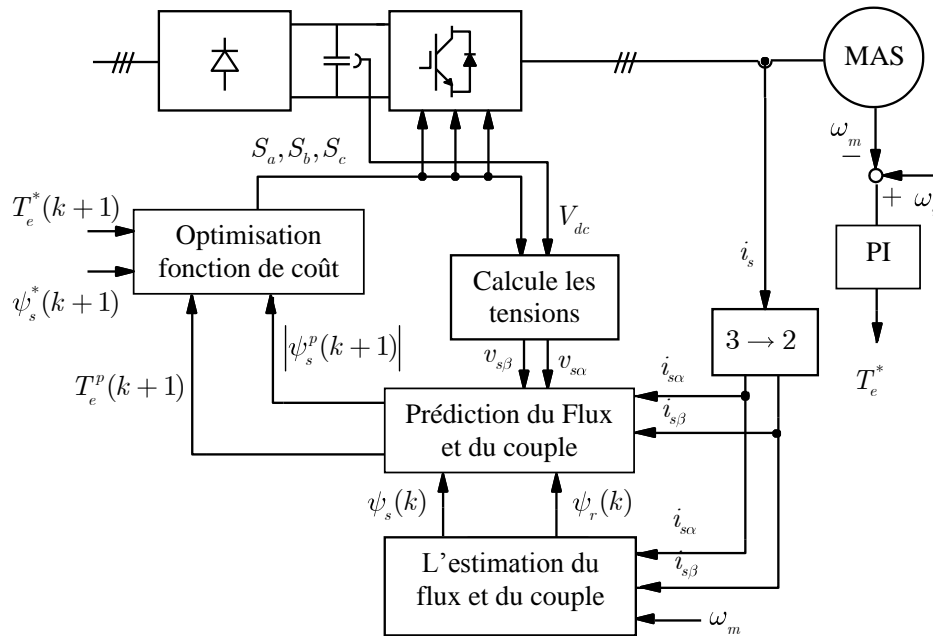 MAS
ω_m
−
+
ω
PI
T_e^*
S_a, S_b, S_c
V_dc
i_s
T_e^*(k+1)
ψ_s^*(k+1)
Optimisation
fonction de coût
Calcule les
tensions
3 → 2
|ψ_s^p(k+1)|
T_e^p(k+1)
v_sβ
v_sα
i_sα
i_sβ
Prédiction du Flux
et du couple
ψ_s(k)
ψ_r(k)
i_sα
i_sβ
L'estimation du
flux et du couple
ω_m